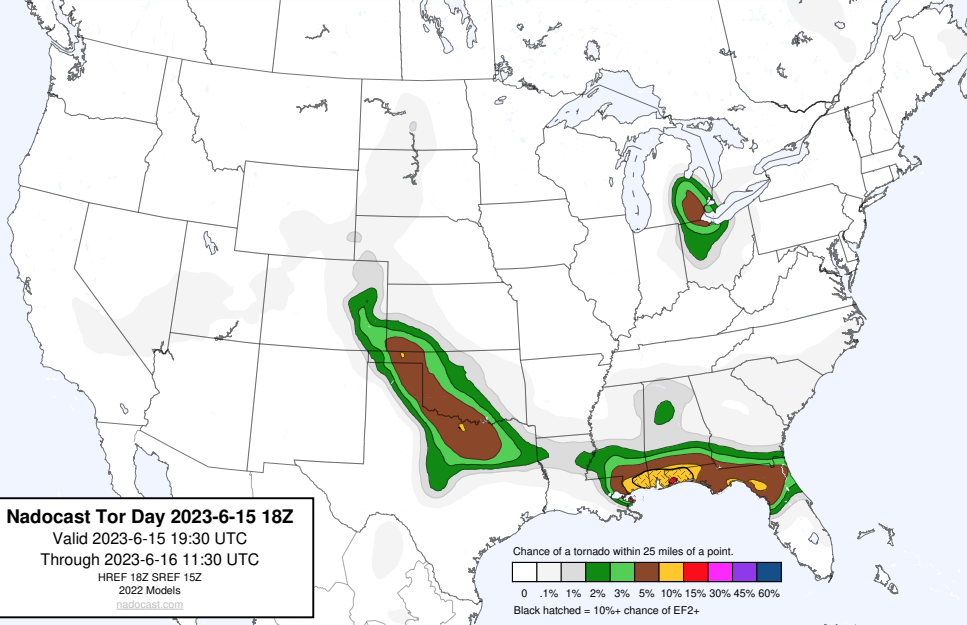 Nadocast Tor Day 2023-6-15 18Z
Valid 2023-6-15 19:30 UTC
Through 2023-6-16 11:30 UTC
HREF 18Z SREF 15Z
2022 Models
nadocast.com
Chance of a tornado within 25 miles of a point.
0 .1% 1% 2% 3% 5% 10% 15% 30% 45% 60%
Black hatched = 10%+ chance of EF2+